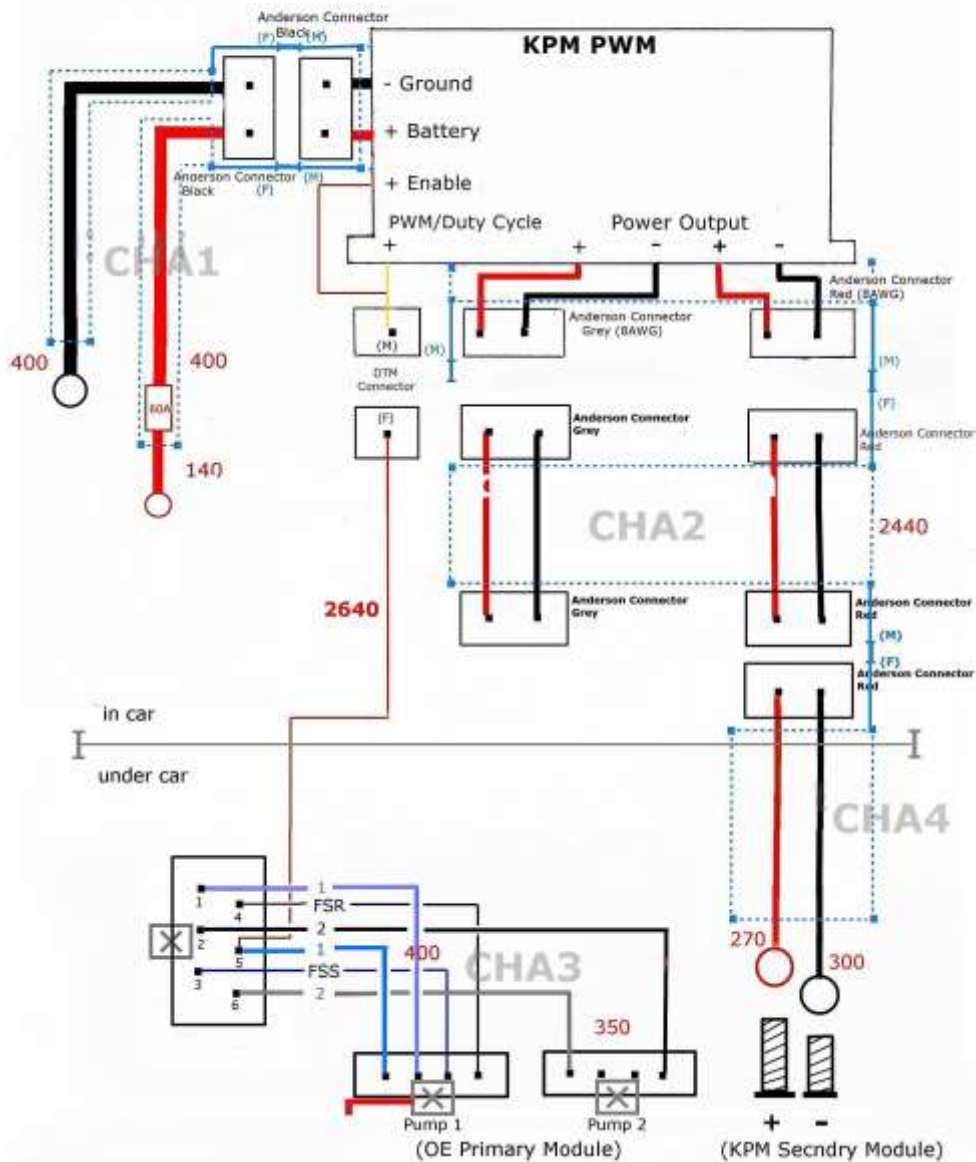 Anderson Connector
Black
(F) (M)
KPM PWM
- Ground
+ Battery
Anderson Connector
Black
(F) (M)
+ Enable
PWM/Duty Cycle
Power Output
+ + - + -
CHA1
Anderson Connector
Red (8AWG)
Anderson Connector
Grey (8AWG)
(M)
(M)
(M)
DTM
Connector
400
400
60A
(F)
(F)
Anderson Connector
Grey
Anderson Connector
Red
140
CHA2
2440
2640
Anderson Connector
Grey
Anderson Connector
Red
(M)
(F)
Anderson Connector
Red
in car
under car
CHA4
1
1
4
FSR
2
2
1
5
400
CHA3
3
FSS
6
2
270
300
350
Pump 1
Pump 2
+ -
(OE Primary Module)
(KPM Secndry Module)